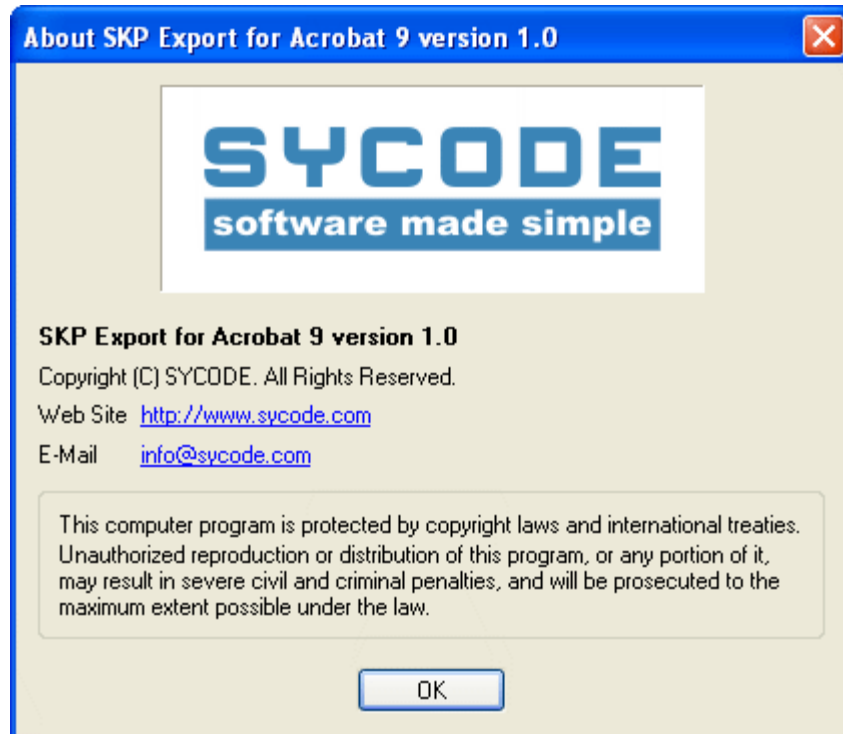 About SKP Export for Acrobat 9 version 1.0
SYCODE
software made simple
SKP Export for Acrobat 9 version 1.0
Copyright (C) SYCODE. All Rights Reserved.
Web Site http://www.sycode.com
E-Mail info@sycode.com
This computer program is protected by copyright laws and international treaties.
Unauthorized reproduction or distribution of this program, or any portion of it,
may result in severe civil and criminal penalties, and will be prosecuted to the
maximum extent possible under the law.
OK